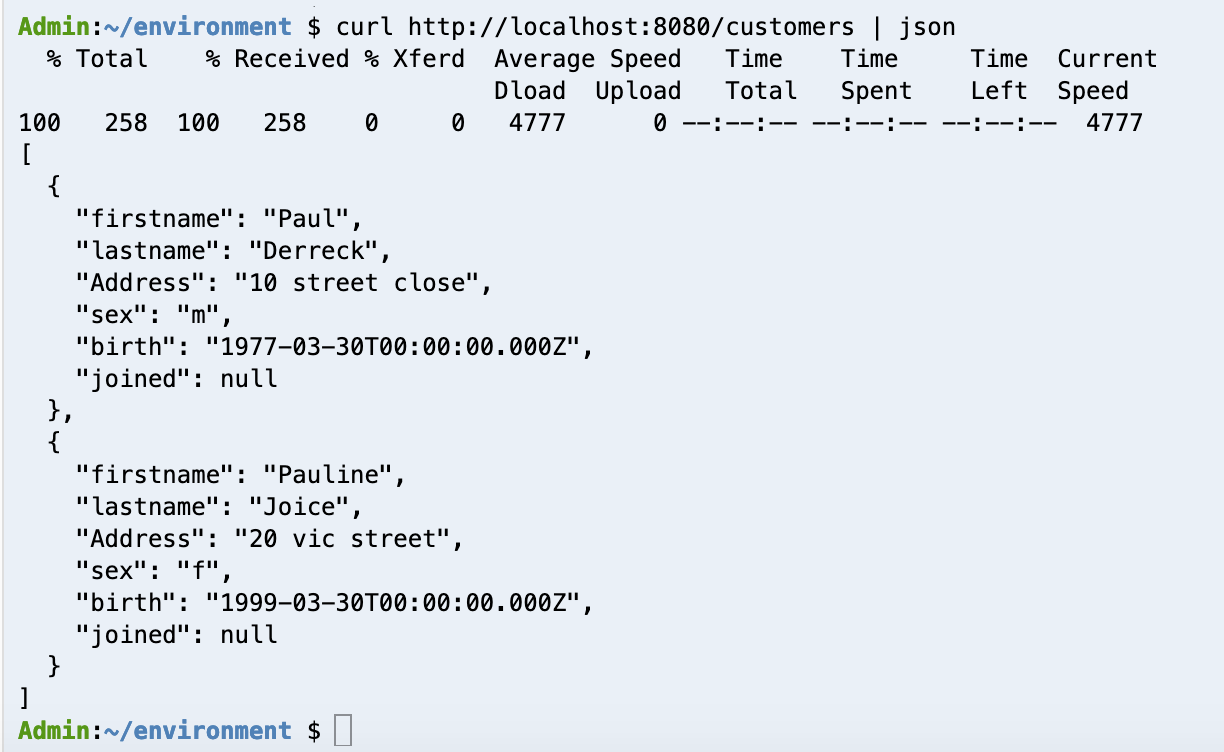 Admin:~/environment $ curl http://localhost:8080/customers | json
  % Total    % Received % Xferd  Average Speed   Time    Time     Time  Current
                                 Dload  Upload   Total   Spent    Left  Speed
100   258  100   258    0     0   4777      0 --:--:-- --:--:-- --:--:--  4777
[
  {
    "firstname": "Paul",
    "lastname": "Derreck",
    "Address": "10 street close",
    "sex": "m",
    "birth": "1977-03-30T00:00:00.000Z",
    "joined": null
  },
  {
    "firstname": "Pauline",
    "lastname": "Joice",
    "Address": "20 vic street",
    "sex": "f",
    "birth": "1999-03-30T00:00:00.000Z",
    "joined": null
  }
]
Admin:~/environment $